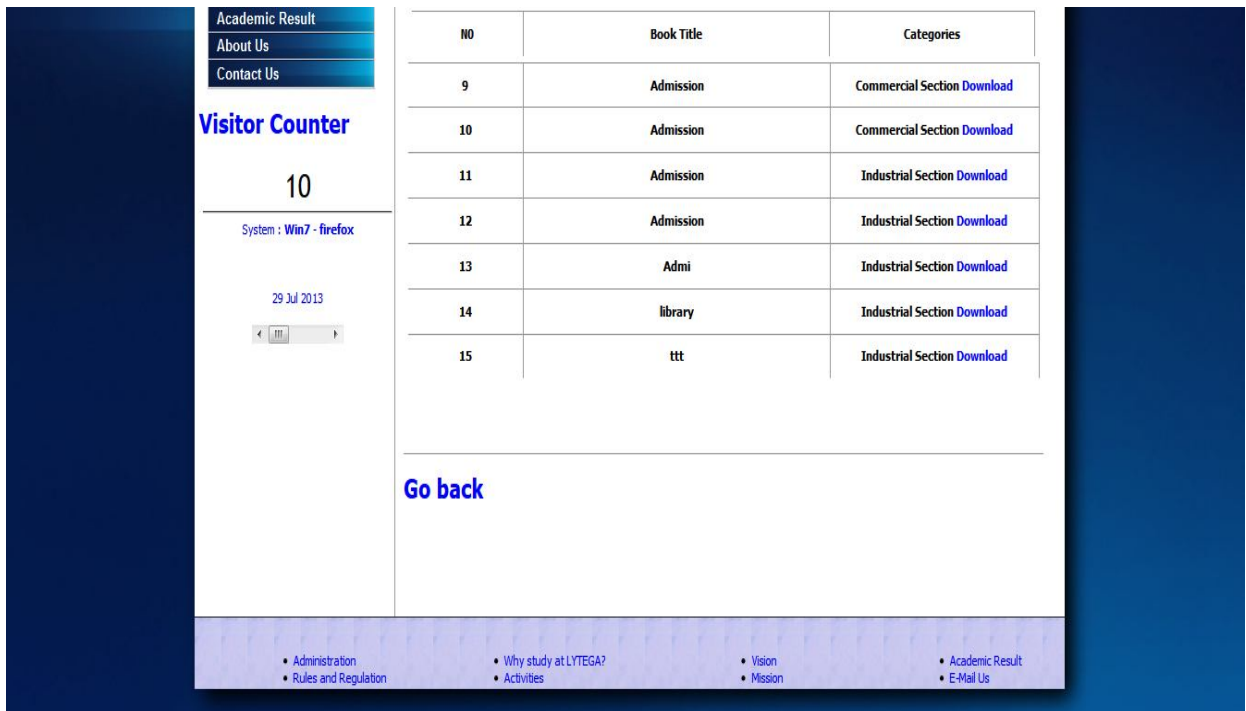 Academic Result
About Us
Contact Us
Visitor Counter
10
System : Win7 - firefox
29 Jul 2013
NO Book Title Categories
9 Admission Commercial Section Download
10 Admission Commercial Section Download
11 Admission Industrial Section Download
12 Admission Industrial Section Download
13 Admi Industrial Section Download
14 library Industrial Section Download
15 ttt Industrial Section Download
Go back
• Administration • Why study at LYTEGA? • Vision • Academic Result
• Rules and Regulation • Activities • Mission • E-Mail Us